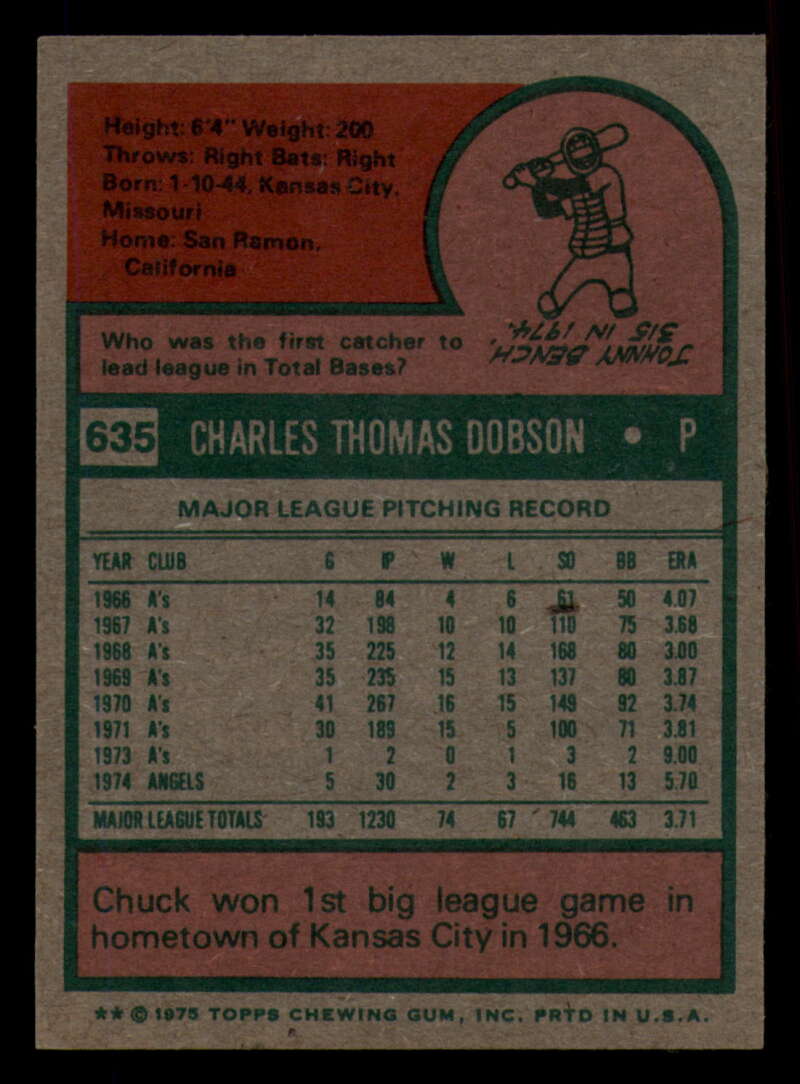 Height: 6'4" Weight: 200
Throws: Right Bats: Right
Born: 1-10-44, Kansas City,
Missouri
Home: San Ramon,
California
Who was the first catcher to
lead league in Total Bases?
JOHNNY BENCH
315 IN 1974.
635 CHARLES THOMAS DOBSON • P
MAJOR LEAGUE PITCHING RECORD
YEAR CLUB G IP W L SO BB ERA
1966 A's 14 84 4 6 61 50 4.07
1967 A's 32 198 10 10 110 75 3.68
1968 A's 35 225 12 14 168 80 3.00
1969 A's 35 235 15 13 137 80 3.87
1970 A's 41 267 16 15 149 92 3.74
1971 A's 30 189 15 5 100 71 3.81
1973 A's 1 2 0 1 3 2 9.00
1974 ANGELS 5 30 2 3 16 13 5.70
MAJOR LEAGUE TOTALS 193 1230 74 67 744 463 3.71
Chuck won 1st big league game in
hometown of Kansas City in 1966.
** © 1975 TOPPS CHEWING GUM, INC. PRTD IN U.S.A.